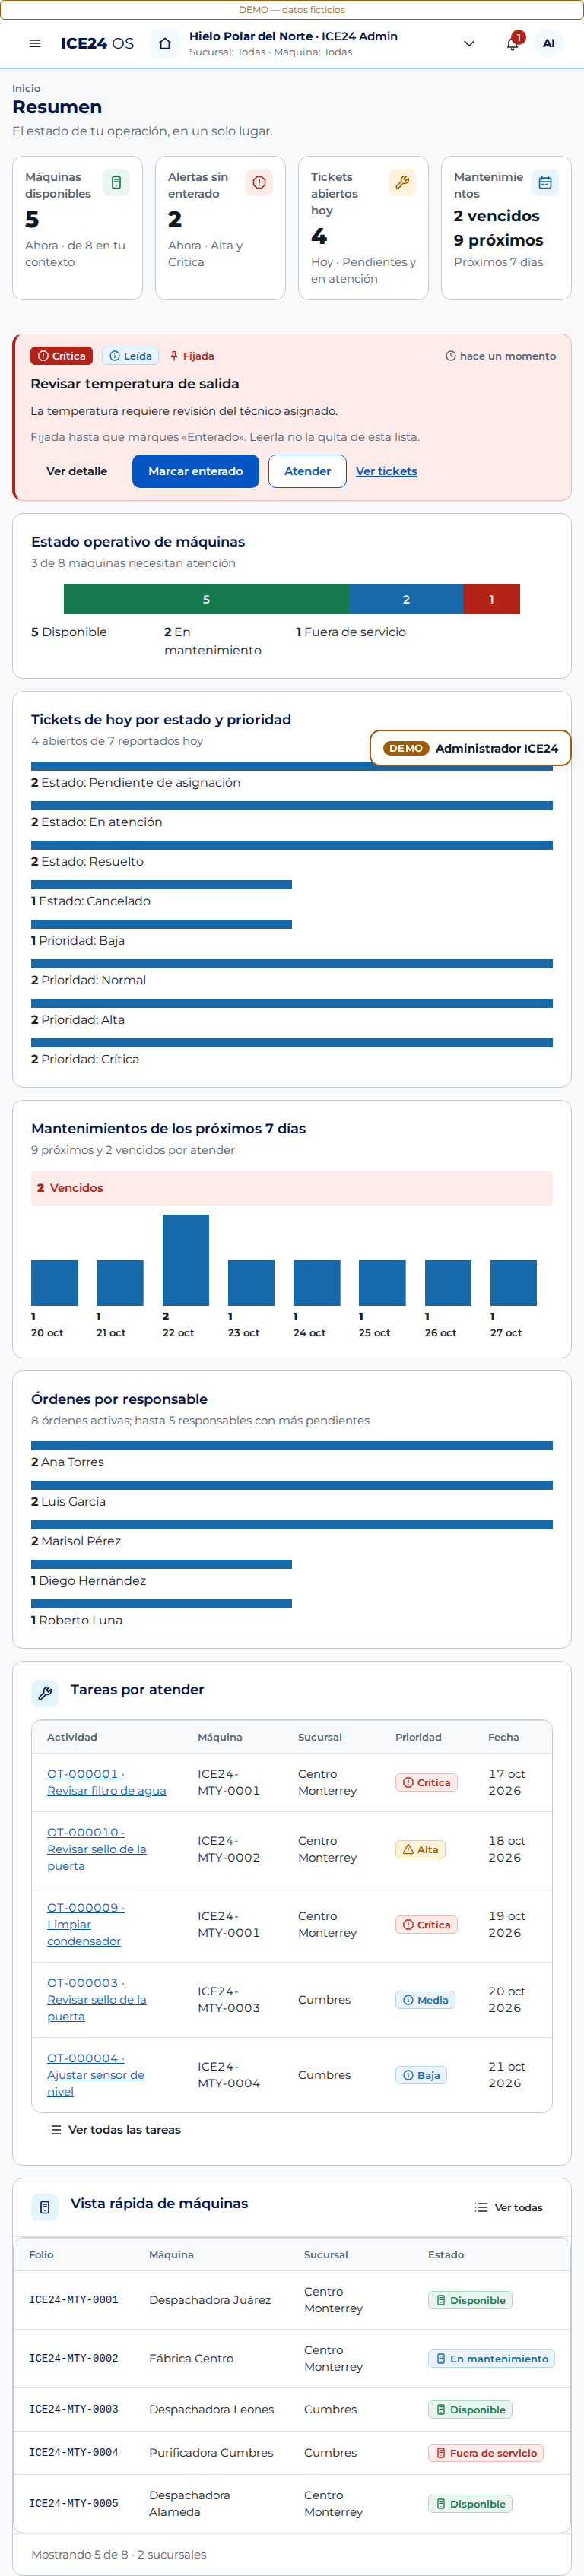 DEMO — datos ficticios
ICE24 OS
Hielo Polar del Norte · ICE24 Admin
Sucursal: Todas · Máquina: Todas
1
AI
Inicio
Resumen
El estado de tu operación, en un solo lugar.
Máquinas
disponibles
5
Ahora · de 8 en tu
contexto
Alertas sin
enterado
2
Ahora · Alta y
Crítica
Tickets
abiertos
hoy
4
Hoy · Pendientes y
en atención
Mantenimie
ntos
2 vencidos
9 próximos
Próximos 7 días
Crítica
Leída
Fijada
hace un momento
Revisar temperatura de salida
La temperatura requiere revisión del técnico asignado.
Fijada hasta que marques «Enterado». Leerla no la quita de esta lista.
Ver detalle
Marcar enterado
Atender
Ver tickets
Estado operativo de máquinas
3 de 8 máquinas necesitan atención
5
2
1
5 Disponible
2 En
mantenimiento
1 Fuera de servicio
Tickets de hoy por estado y prioridad
4 abiertos de 7 reportados hoy
DEMO Administrador ICE24
2 Estado: Pendiente de asignación
2 Estado: En atención
2 Estado: Resuelto
1 Estado: Cancelado
1 Prioridad: Baja
2 Prioridad: Normal
2 Prioridad: Alta
2 Prioridad: Crítica
Mantenimientos de los próximos 7 días
9 próximos y 2 vencidos por atender
2 Vencidos
1
20 oct
1
21 oct
2
22 oct
1
23 oct
1
24 oct
1
25 oct
1
26 oct
1
27 oct
Órdenes por responsable
8 órdenes activas; hasta 5 responsables con más pendientes
2 Ana Torres
2 Luis García
2 Marisol Pérez
1 Diego Hernández
1 Roberto Luna
Tareas por atender
Actividad
Máquina
Sucursal
Prioridad
Fecha
OT-000001 ·
Revisar filtro de agua
ICE24-
MTY-0001
Centro
Monterrey
Crítica
17 oct
2026
OT-000010 ·
Revisar sello de la
puerta
ICE24-
MTY-0002
Centro
Monterrey
Alta
18 oct
2026
OT-000009 ·
Limpiar
condensador
ICE24-
MTY-0001
Centro
Monterrey
Crítica
19 oct
2026
OT-000003 ·
Revisar sello de la
puerta
ICE24-
MTY-0003
Cumbres
Media
20 oct
2026
OT-000004 ·
Ajustar sensor de
nivel
ICE24-
MTY-0004
Cumbres
Baja
21 oct
2026
Ver todas las tareas
Vista rápida de máquinas
Ver todas
Folio
Máquina
Sucursal
Estado
ICE24-MTY-0001
Despachadora Juárez
Centro
Monterrey
Disponible
ICE24-MTY-0002
Fábrica Centro
Centro
Monterrey
En mantenimiento
ICE24-MTY-0003
Despachadora Leones
Cumbres
Disponible
ICE24-MTY-0004
Purificadora Cumbres
Cumbres
Fuera de servicio
ICE24-MTY-0005
Despachadora
Alameda
Centro
Monterrey
Disponible
Mostrando 5 de 8 · 2 sucursales